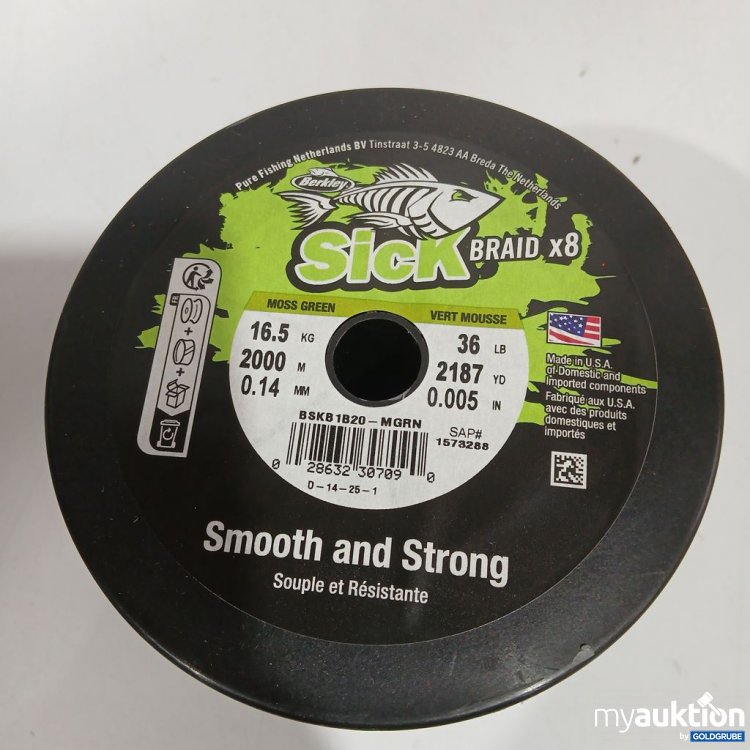 Pure Fishing Netherlands BV Tinstraat 3-5 4823 AA Breda The Netherlands
Berkley
Sick BRAID x8
MOSS GREEN
VERT MOUSSE
16.5 KG
2000 M
0.14 MM
36 LB
2187 YD
0.005 IN
BSKB1B20-MGRN
SAP#
1573288
0 28632 30709 0
D-14-25-1
FR
+
+
Made in U.S.A.
of Domestic and
Imported components
Fabriqué aux U.S.A.
avec des produits
domestiques et
importés
Smooth and Strong
Souple et Résistante
myauktion
by GOLDGRUBE